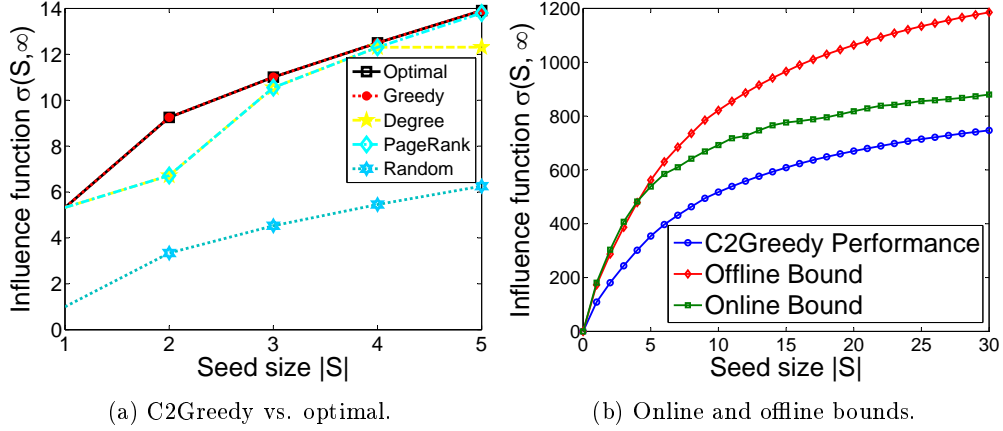 Influence function σ(S,∞)
14
12
10
8
6
4
2
0
1
2
3
4
5
Seed size |S|
Optimal
Greedy
Degree
PageRank
Random
(a) C2Greedy vs. optimal.
Influence function σ(S, ∞)
1200
1000
800
600
400
200
0
0
5
10
15
20
25
30
Seed size |S|
C2Greedy Performance
Offline Bound
Online Bound
(b) Online and offline bounds.